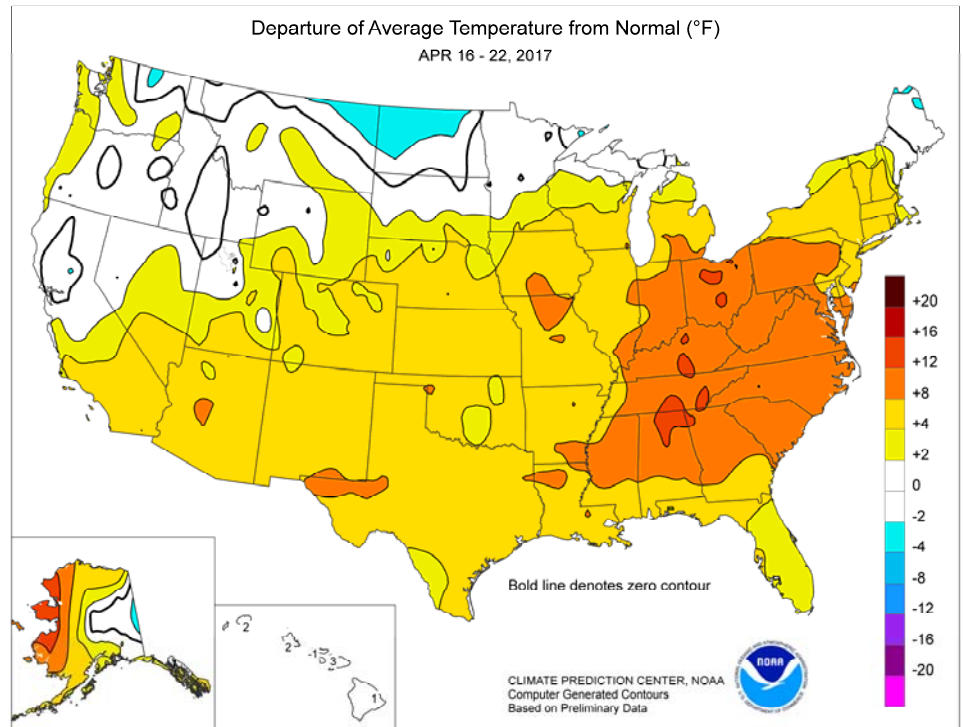 Departure of Average Temperature from Normal (°F)
APR 16 - 22, 2017
+20
+16
+12
+8
+4
+2
0
-2
-4
-8
-12
-16
-20
Bold line denotes zero contour
2
2
-1
3
1
CLIMATE PREDICTION CENTER, NOAA
Computer Generated Contours
Based on Preliminary Data
NOAA